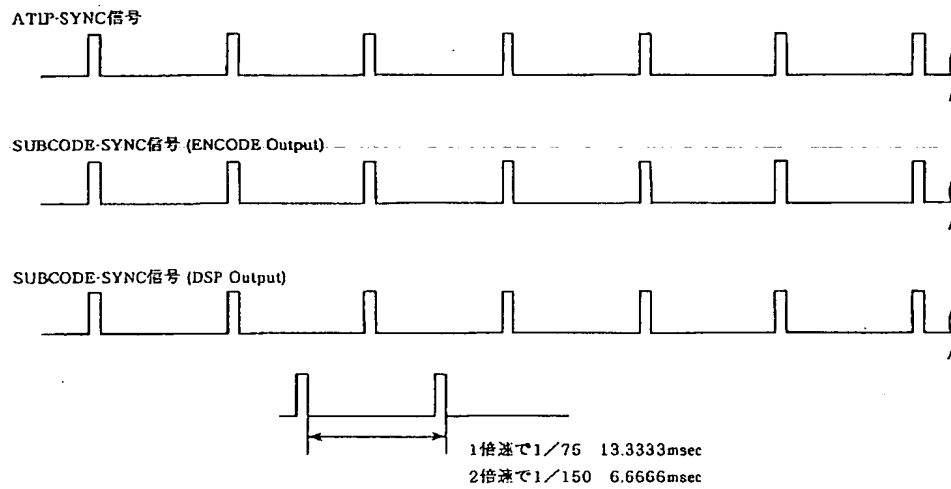 ATIP-SYNC信号
SUBCODE-SYNC信号 (ENCODE Output)
SUBCODE-SYNC信号 (DSP Output)
1倍速で1／75 13.3333msec
2倍速で1／150 6.6666msec